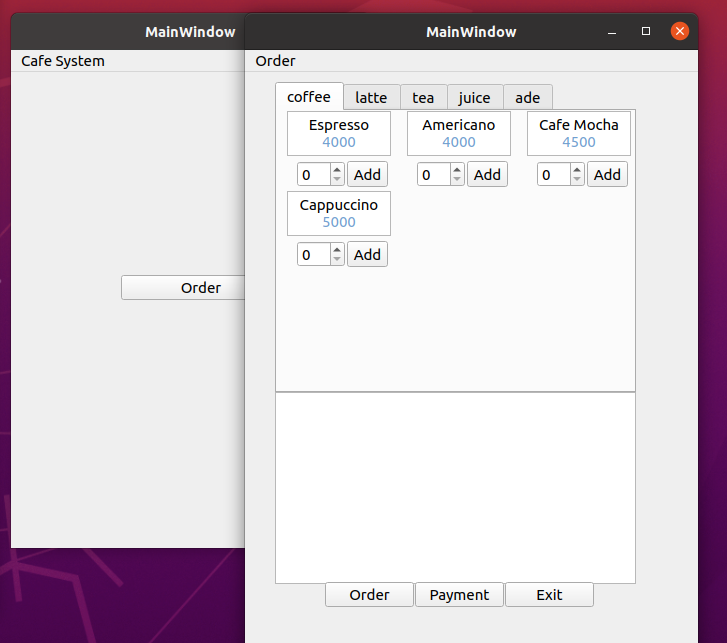 MainWindow
Cafe System
Order
MainWindow
Order
coffee latte tea juice ade
Espresso Americano Cafe Mocha
4000 4000 4500
0 Add 0 Add 0 Add
Cappuccino
5000
0 Add
Order Payment Exit